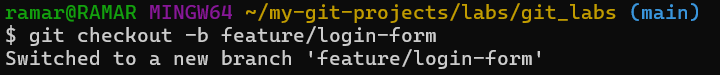 ramar@RAMAR MINGW64 ~/my-git-projects/labs/git_labs (main)
$ git checkout -b feature/login-form
Switched to a new branch 'feature/login-form'